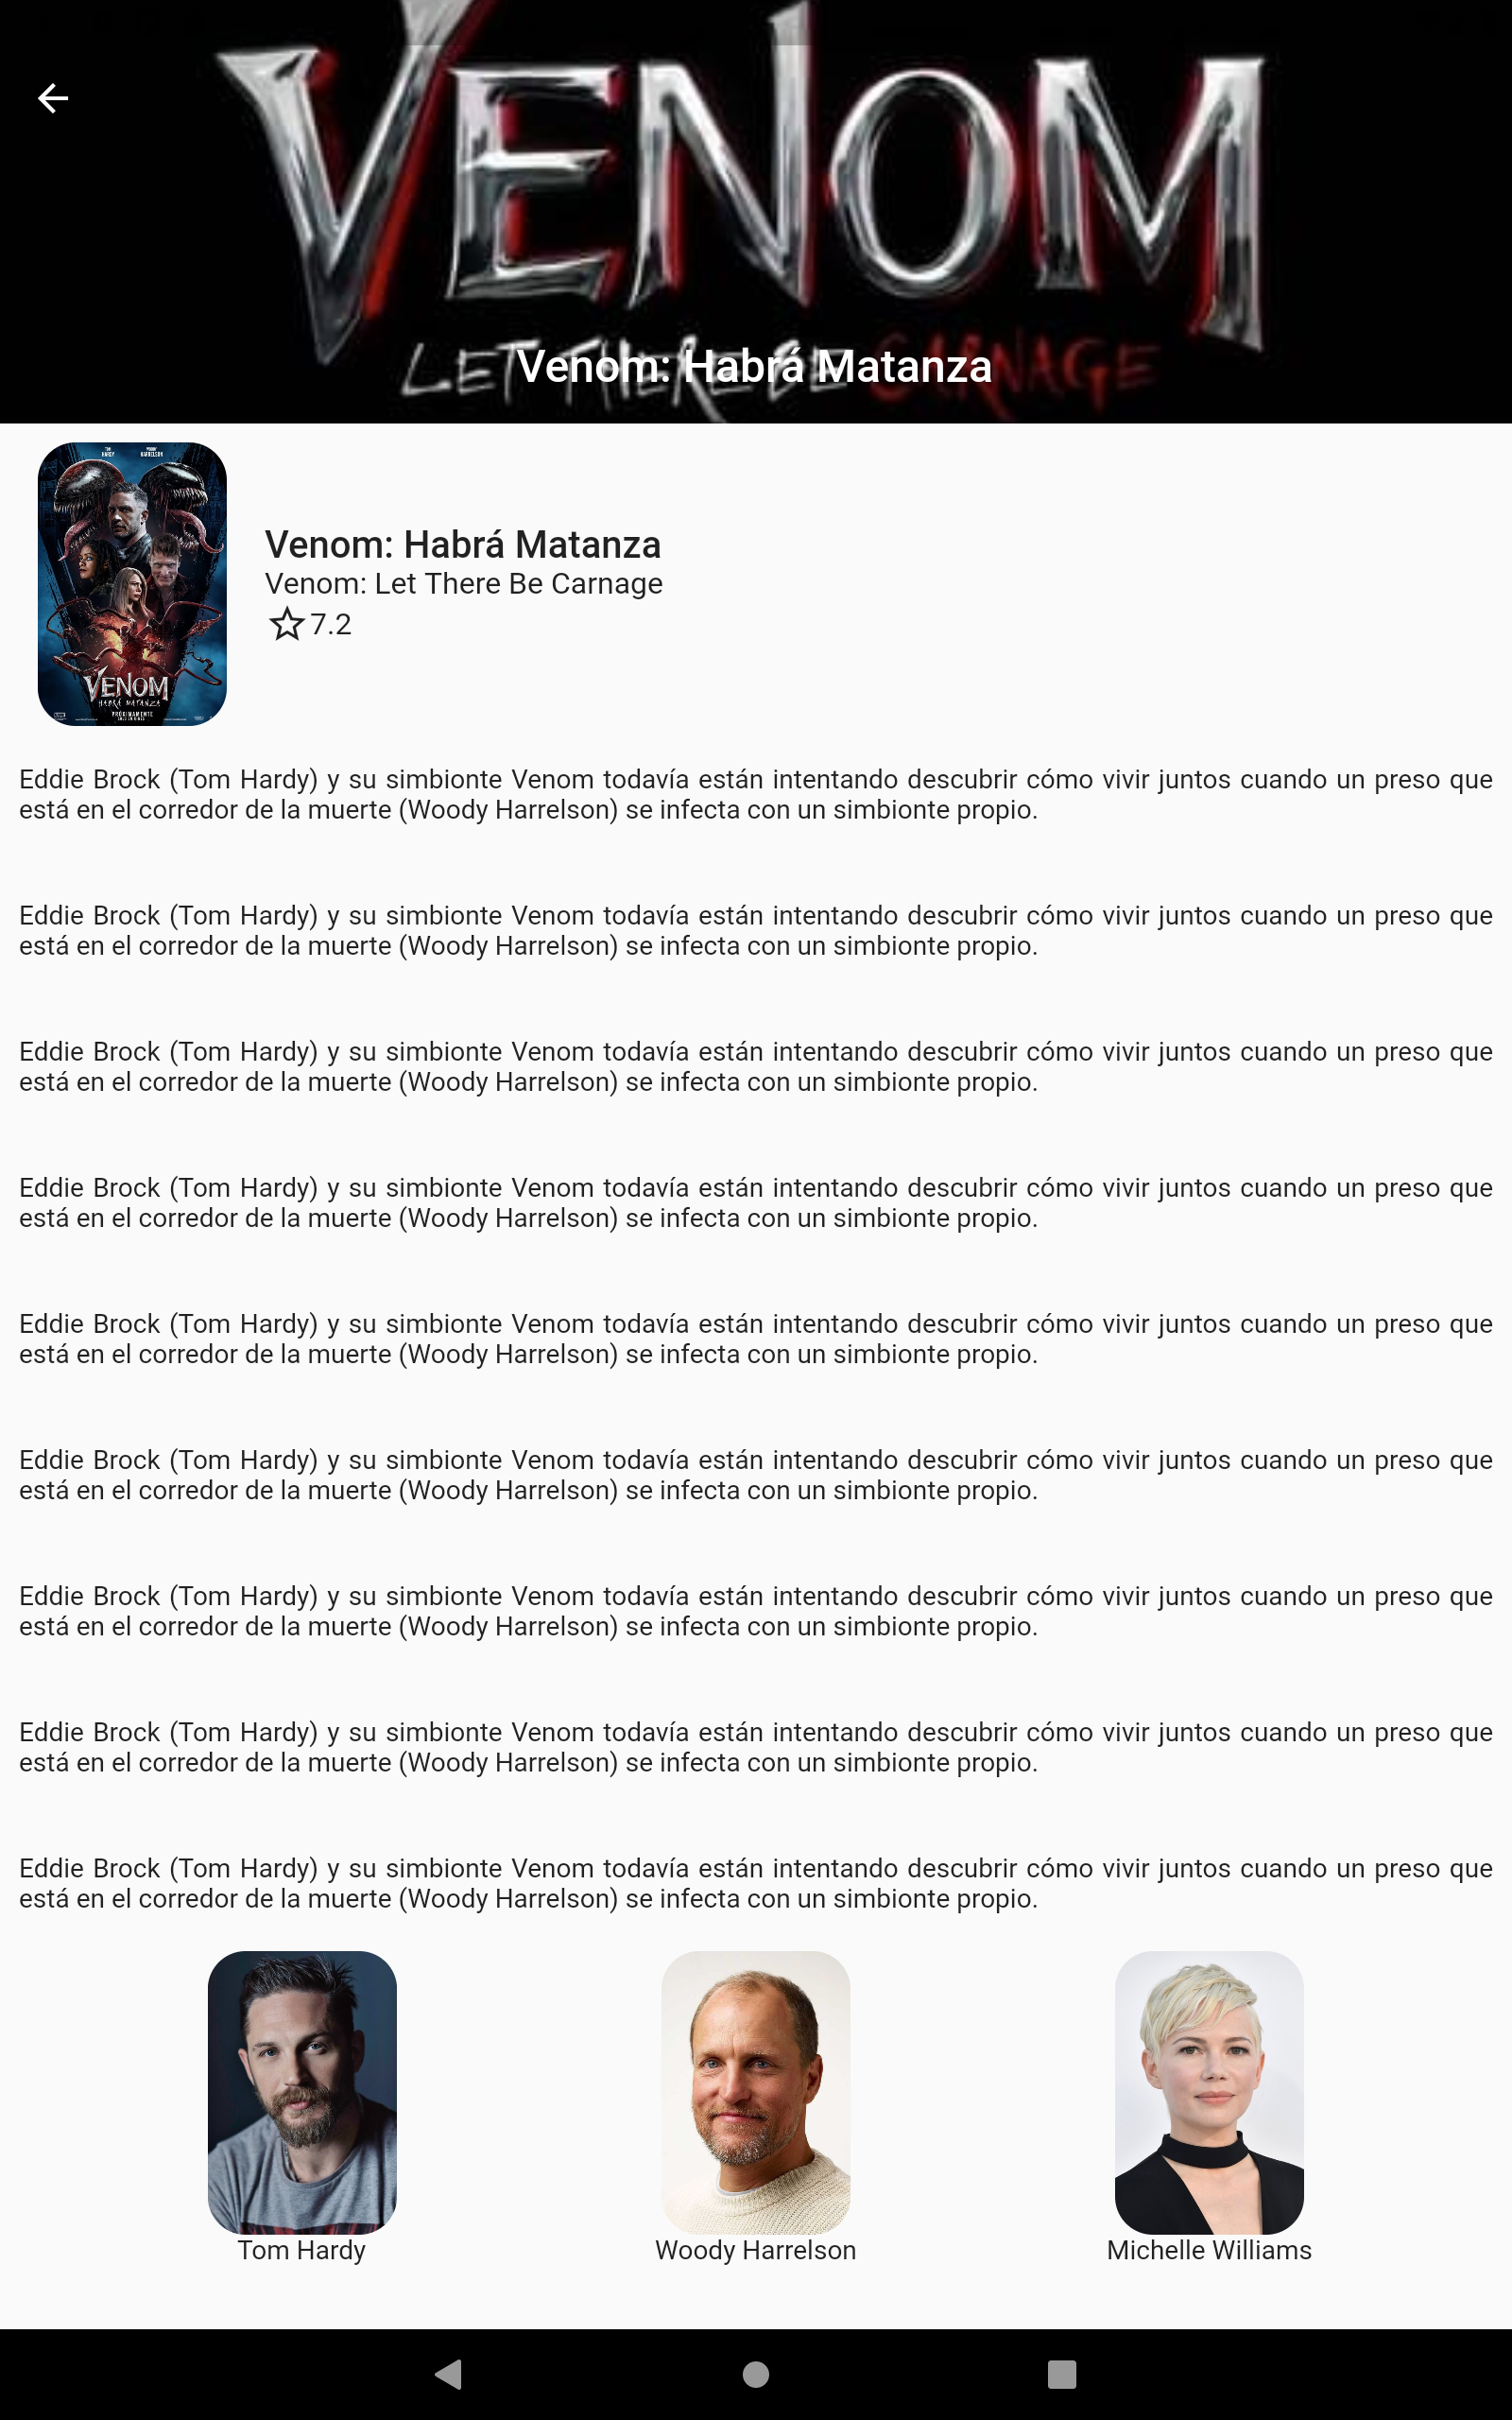 VENOM
LET THERE BE CARNAGE
Venom: Habrá Matanza
TOM HARDY
WOODY HARRELSON
VENOM
HABRÁ MATANZA
PRÓXIMAMENTE
Venom: Habrá Matanza
Venom: Let There Be Carnage
7.2
Eddie Brock (Tom Hardy) y su simbionte Venom todavía están intentando descubrir cómo vivir juntos cuando un preso que
está en el corredor de la muerte (Woody Harrelson) se infecta con un simbionte propio.
Eddie Brock (Tom Hardy) y su simbionte Venom todavía están intentando descubrir cómo vivir juntos cuando un preso que
está en el corredor de la muerte (Woody Harrelson) se infecta con un simbionte propio.
Eddie Brock (Tom Hardy) y su simbionte Venom todavía están intentando descubrir cómo vivir juntos cuando un preso que
está en el corredor de la muerte (Woody Harrelson) se infecta con un simbionte propio.
Eddie Brock (Tom Hardy) y su simbionte Venom todavía están intentando descubrir cómo vivir juntos cuando un preso que
está en el corredor de la muerte (Woody Harrelson) se infecta con un simbionte propio.
Eddie Brock (Tom Hardy) y su simbionte Venom todavía están intentando descubrir cómo vivir juntos cuando un preso que
está en el corredor de la muerte (Woody Harrelson) se infecta con un simbionte propio.
Eddie Brock (Tom Hardy) y su simbionte Venom todavía están intentando descubrir cómo vivir juntos cuando un preso que
está en el corredor de la muerte (Woody Harrelson) se infecta con un simbionte propio.
Eddie Brock (Tom Hardy) y su simbionte Venom todavía están intentando descubrir cómo vivir juntos cuando un preso que
está en el corredor de la muerte (Woody Harrelson) se infecta con un simbionte propio.
Eddie Brock (Tom Hardy) y su simbionte Venom todavía están intentando descubrir cómo vivir juntos cuando un preso que
está en el corredor de la muerte (Woody Harrelson) se infecta con un simbionte propio.
Eddie Brock (Tom Hardy) y su simbionte Venom todavía están intentando descubrir cómo vivir juntos cuando un preso que
está en el corredor de la muerte (Woody Harrelson) se infecta con un simbionte propio.
Tom Hardy
Woody Harrelson
Michelle Williams